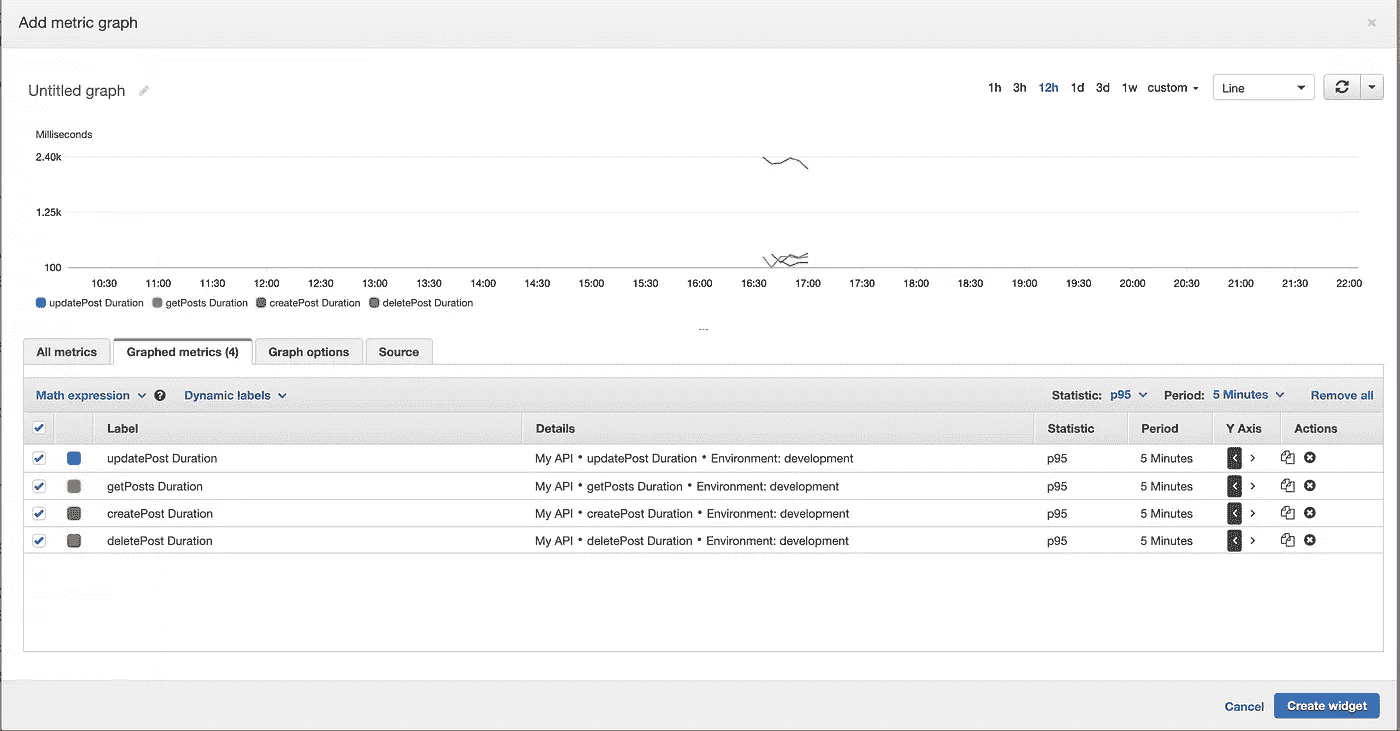 Add metric graph
Untitled graph
1h 3h 12h 1d 3d 1w custom Line
Milliseconds
2.40k
1.25k
100
10:30 11:00 11:30 12:00 12:30 13:00 13:30 14:00 14:30 15:00 15:30 16:00 16:30 17:00 17:30 18:00 18:30 19:00 19:30 20:00 20:30 21:00 21:30 22:00
updatePost Duration getPosts Duration createPost Duration deletePost Duration
All metrics Graphed metrics (4) Graph options Source
Math expression ? Dynamic labels Statistic: p95 Period: 5 Minutes Remove all
Label Details Statistic Period Y Axis Actions
updatePost Duration My API • updatePost Duration • Environment: development p95 5 Minutes
getPosts Duration My API • getPosts Duration • Environment: development p95 5 Minutes
createPost Duration My API • createPost Duration • Environment: development p95 5 Minutes
deletePost Duration My API • deletePost Duration • Environment: development p95 5 Minutes
Cancel Create widget